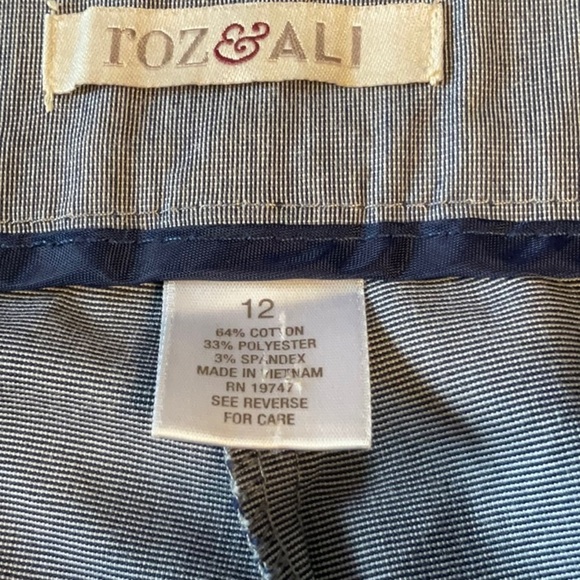 roz&ALI
12
64% COTTON
33% POLYESTER
3% SPANDEX
MADE IN VIETNAM
RN 19747
SEE REVERSE
FOR CARE